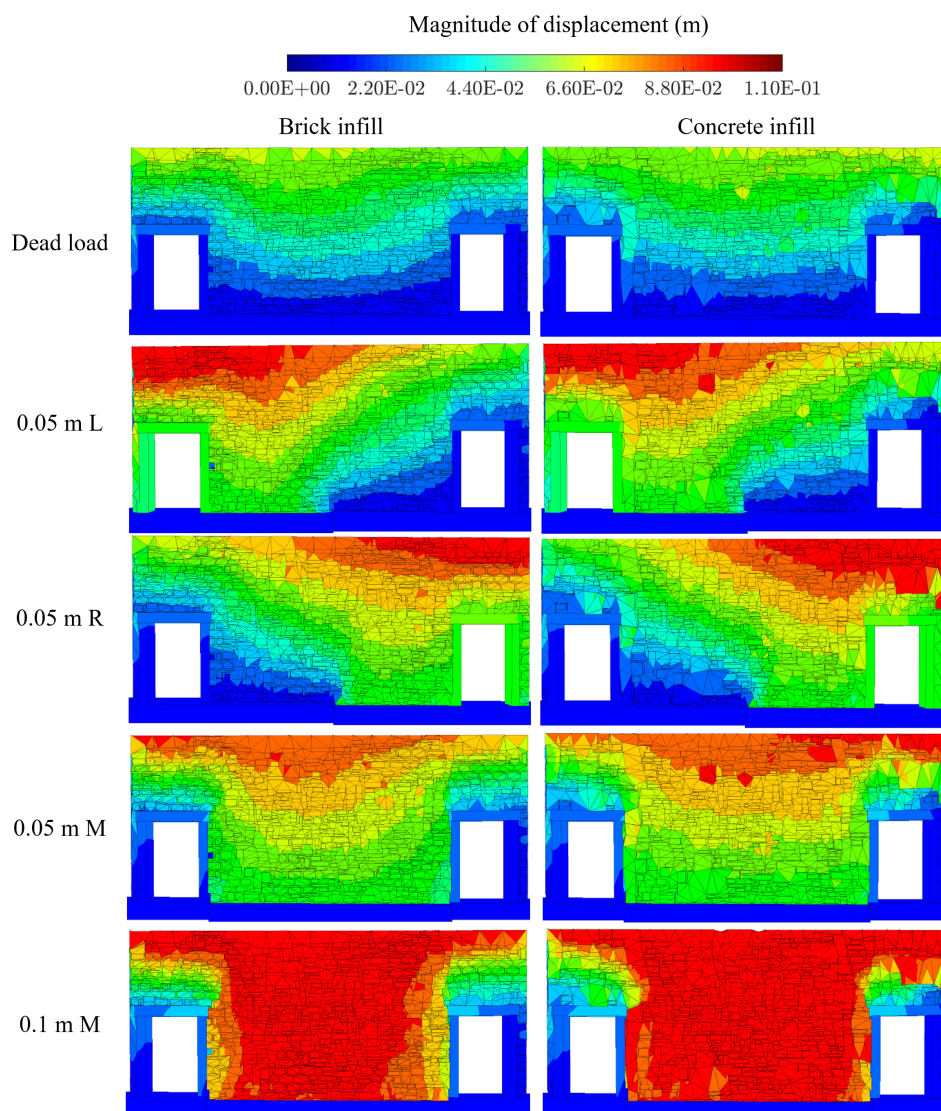 Magnitude of displacement (m)
0.00E+00 2.20E-02 4.40E-02 6.60E-02 8.80E-02 1.10E-01
Brick infill Concrete infill
Dead load
0.05 m L
0.05 m R
0.05 m M
0.1 m M